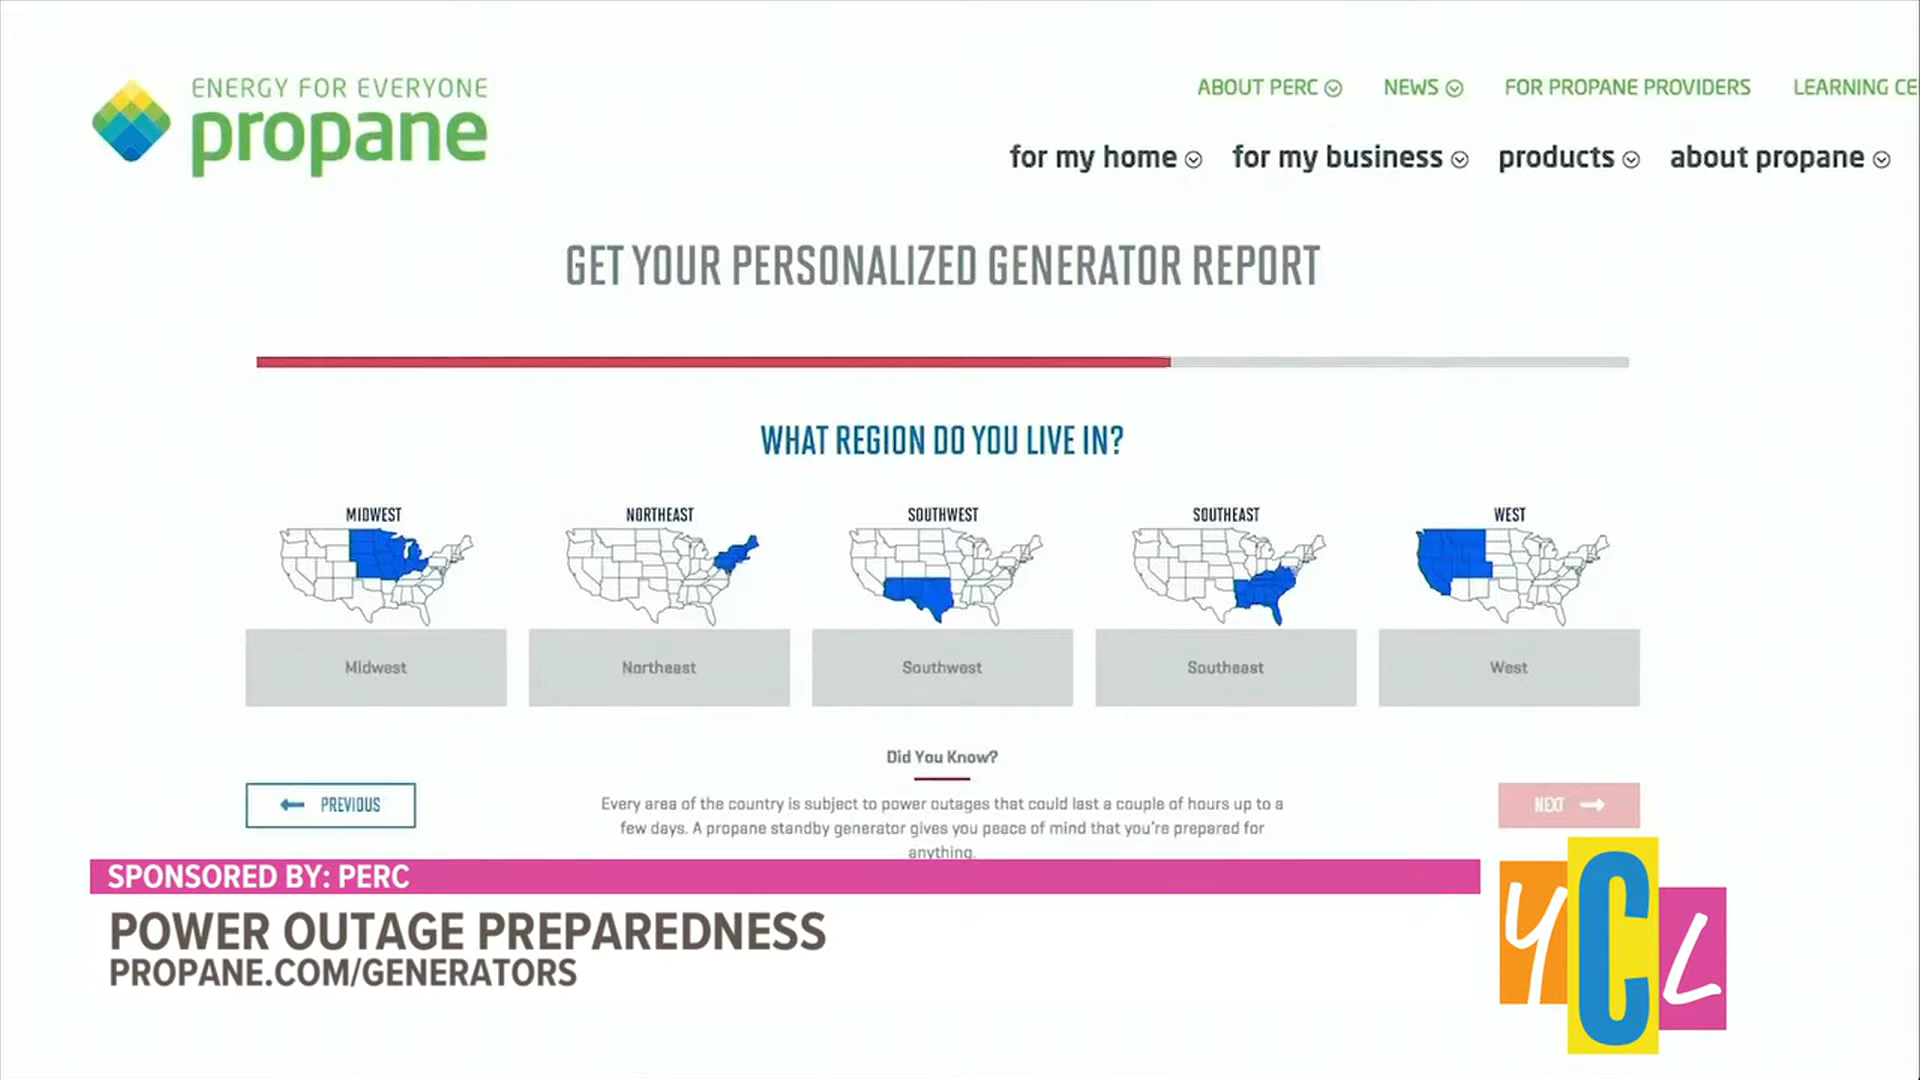 ENERGY FOR EVERYONE
propane
ABOUT PERC
NEWS
FOR PROPANE PROVIDERS
LEARNING CE
for my home
for my business
products
about propane
GET YOUR PERSONALIZED GENERATOR REPORT
WHAT REGION DO YOU LIVE IN?
MIDWEST
NORTHEAST
SOUTHWEST
SOUTHEAST
WEST
Midwest
Northeast
Southwest
Southeast
West
Did You Know?
PREVIOUS
Every area of the country is subject to power outages that could last a couple of hours up to a
few days. A propane standby generator gives you peace of mind that you're prepared for
anything.
NEXT
SPONSORED BY: PERC
POWER OUTAGE PREPAREDNESS
PROPANE.COM/GENERATORS
YCL